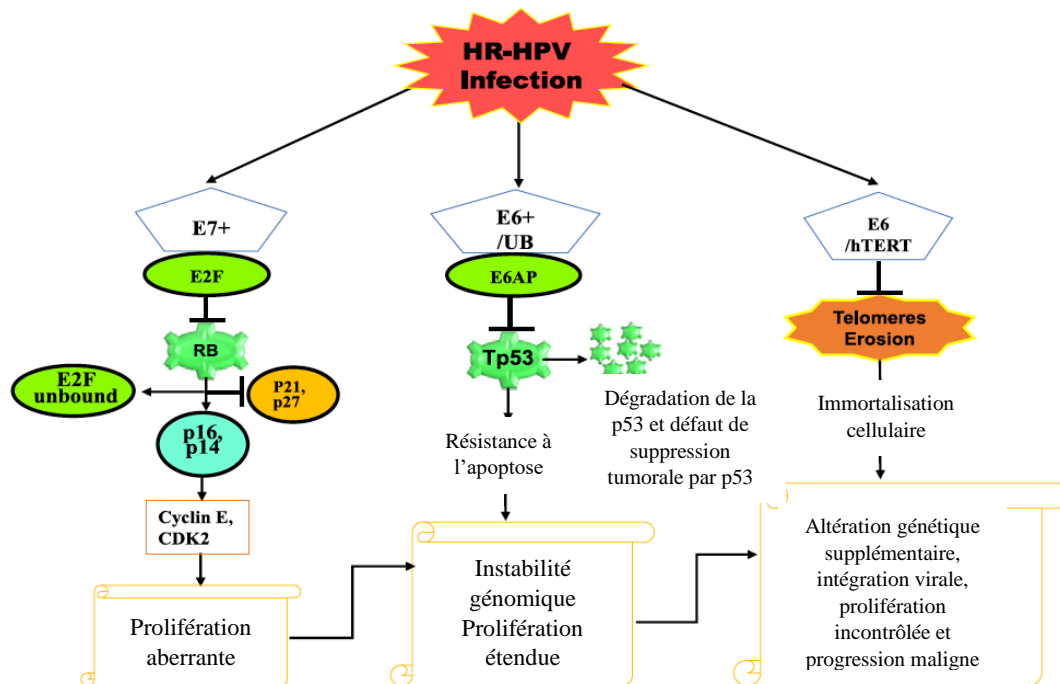 HR-HPV
Infection
E7+
E2F
RB
E2F
unbound
P21,
p27
p16,
p14
Cyclin E,
CDK2
Prolifération
aberrante
E6+
/UB
E6AP
Tp53
Dégradation de la
p53 et défaut de
suppression
tumorale par p53
Résistance à
l’apoptose
Instabilité
génomique
Prolifération
étendue
E6
/hTERT
Telomeres
Erosion
Immortalisation
cellulaire
Altération génétique
supplémentaire,
intégration virale,
prolifération
incontrôlée et
progression maligne